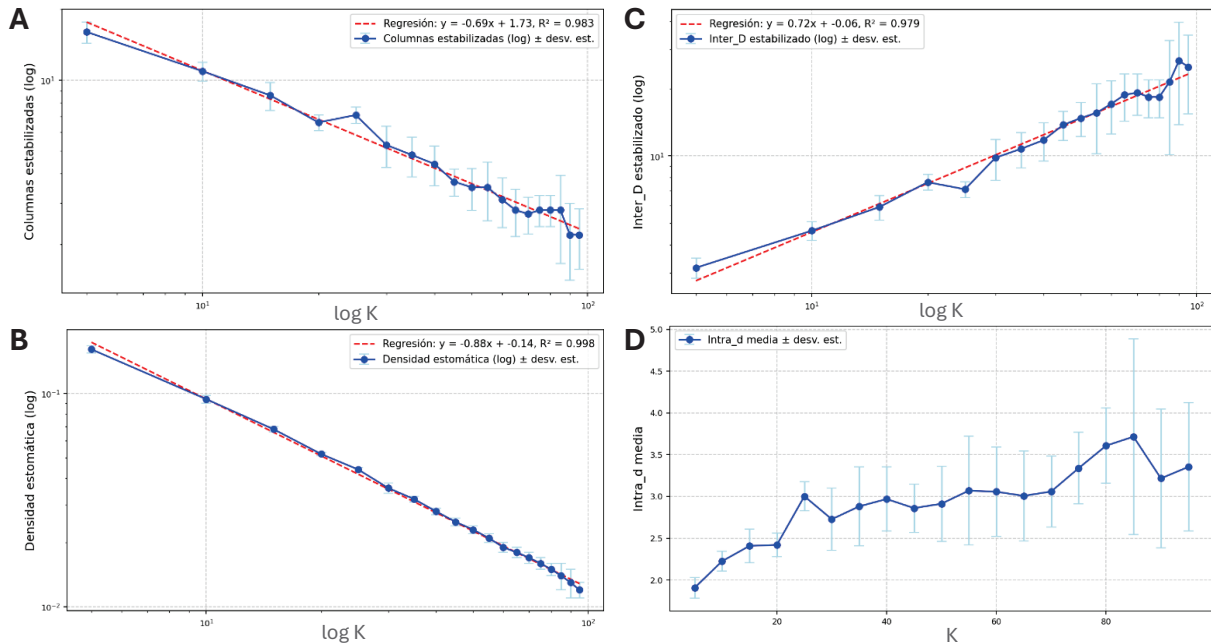 A
Regresión: y = -0.69x + 1.73, R² = 0.983
Columnas estabilizadas (log) ± desv. est.
Columnas estabilizadas (log)
10¹
10¹
10²
log K
C
Regresión: y = 0.72x + -0.06, R² = 0.979
Inter_D estabilizado (log) ± desv. est.
Inter_D estabilizado (log)
10¹
10¹
10²
log K
B
Regresión: y = -0.88x + -0.14, R² = 0.998
Densidad estomática (log) ± desv. est.
Densidad estomática (log)
10⁻¹
10⁻²
10¹
10²
log K
D
Intra_d media ± desv. est.
Intra_d media
5.0
4.5
4.0
3.5
3.0
2.5
2.0
20
40
60
80
K